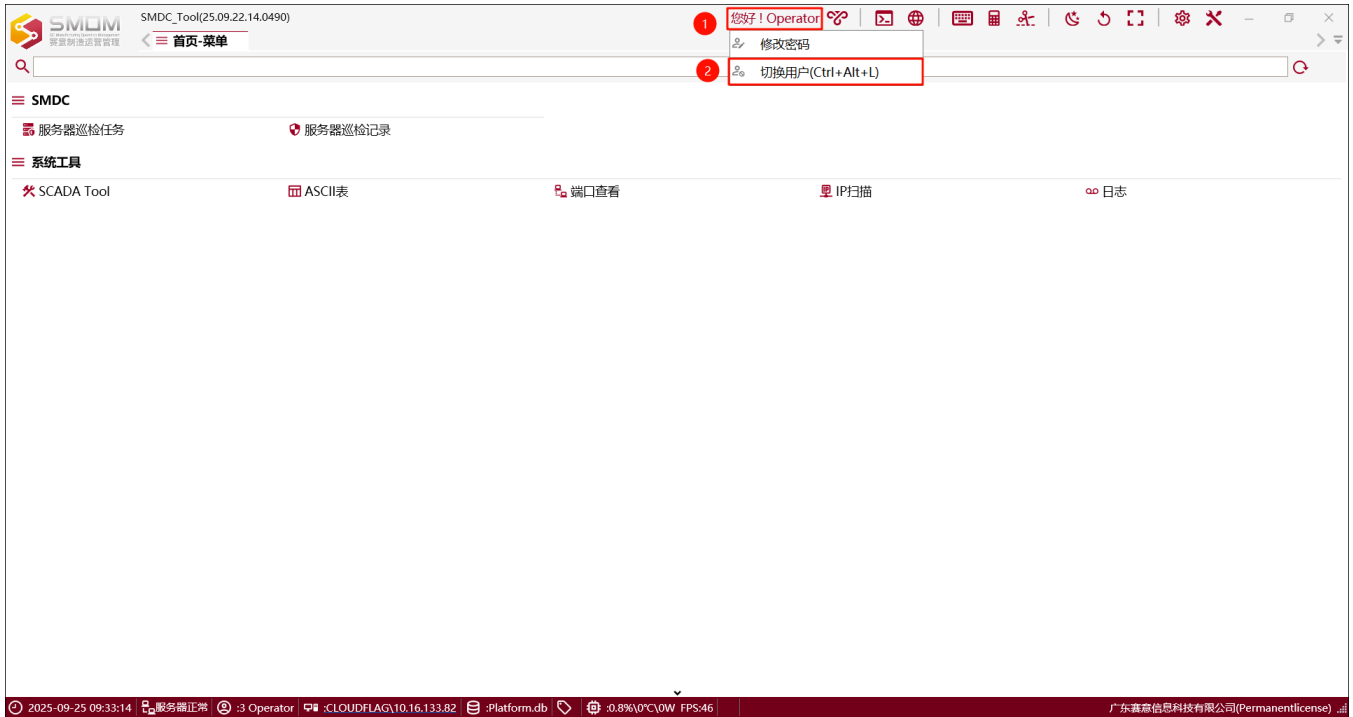 SMOM
赛意制造运营管理
SMDC_Tool(25.09.22.14.0490)
首页-菜单
1
您好！Operator
修改密码
2
切换用户(Ctrl+Alt+L)
SMDC
服务器巡检任务
服务器巡检记录
系统工具
SCADA Tool
ASCII表
端口查看
IP扫描
日志
2025-09-25 09:33:14
服务器正常
:3 Operator
:CLOUDFLAG\10.16.133.82
:Platform.db
:0.8%\0°C\0W FPS:46
广东赛意信息科技有限公司(Permanentlicense)